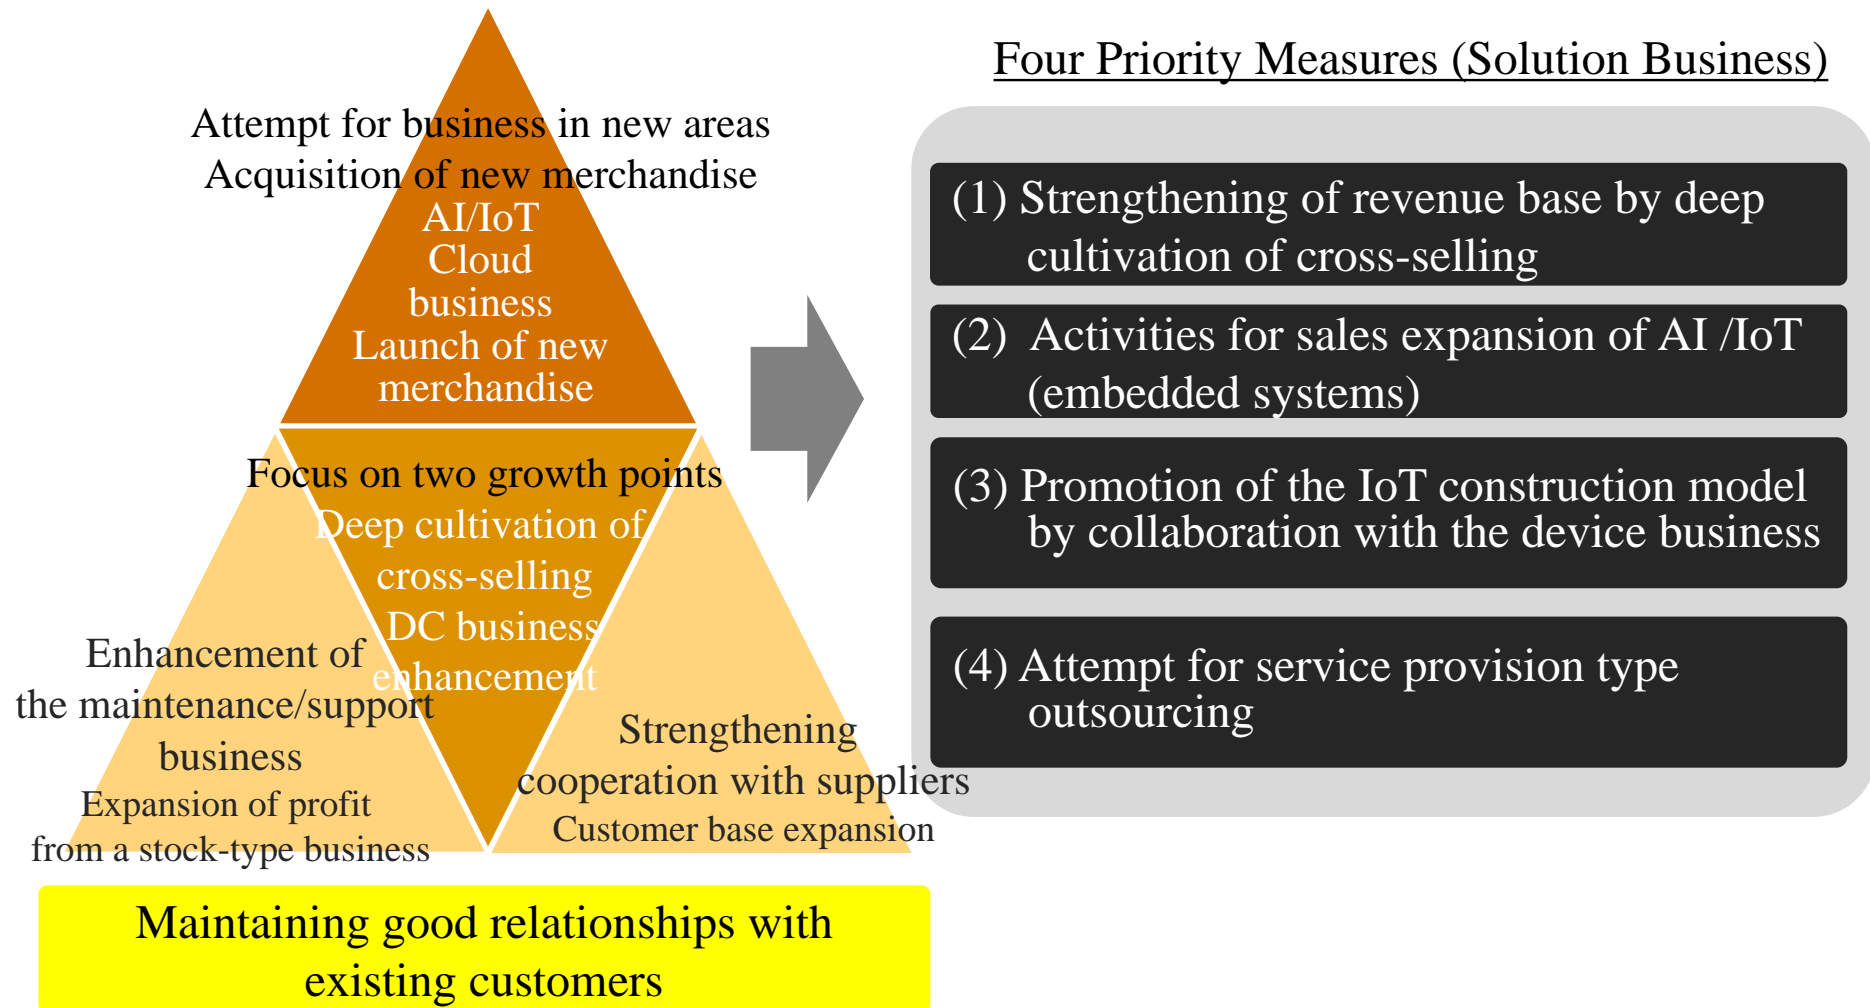 Attempt for business in new areas
Acquisition of new merchandise
AI/IoT
Cloud
business
Launch of new
merchandise
Focus on two growth points
Deep cultivation of
cross-selling
DC business
enhancement
Enhancement of
the maintenance/support
business
Expansion of profit
from a stock-type business
Strengthening
cooperation with suppliers
Customer base expansion
Maintaining good relationships with
existing customers
Four Priority Measures (Solution Business)
(1) Strengthening of revenue base by deep
cultivation of cross-selling
(2) Activities for sales expansion of AI /IoT
(embedded systems)
(3) Promotion of the IoT construction model
by collaboration with the device business
(4) Attempt for service provision type
outsourcing